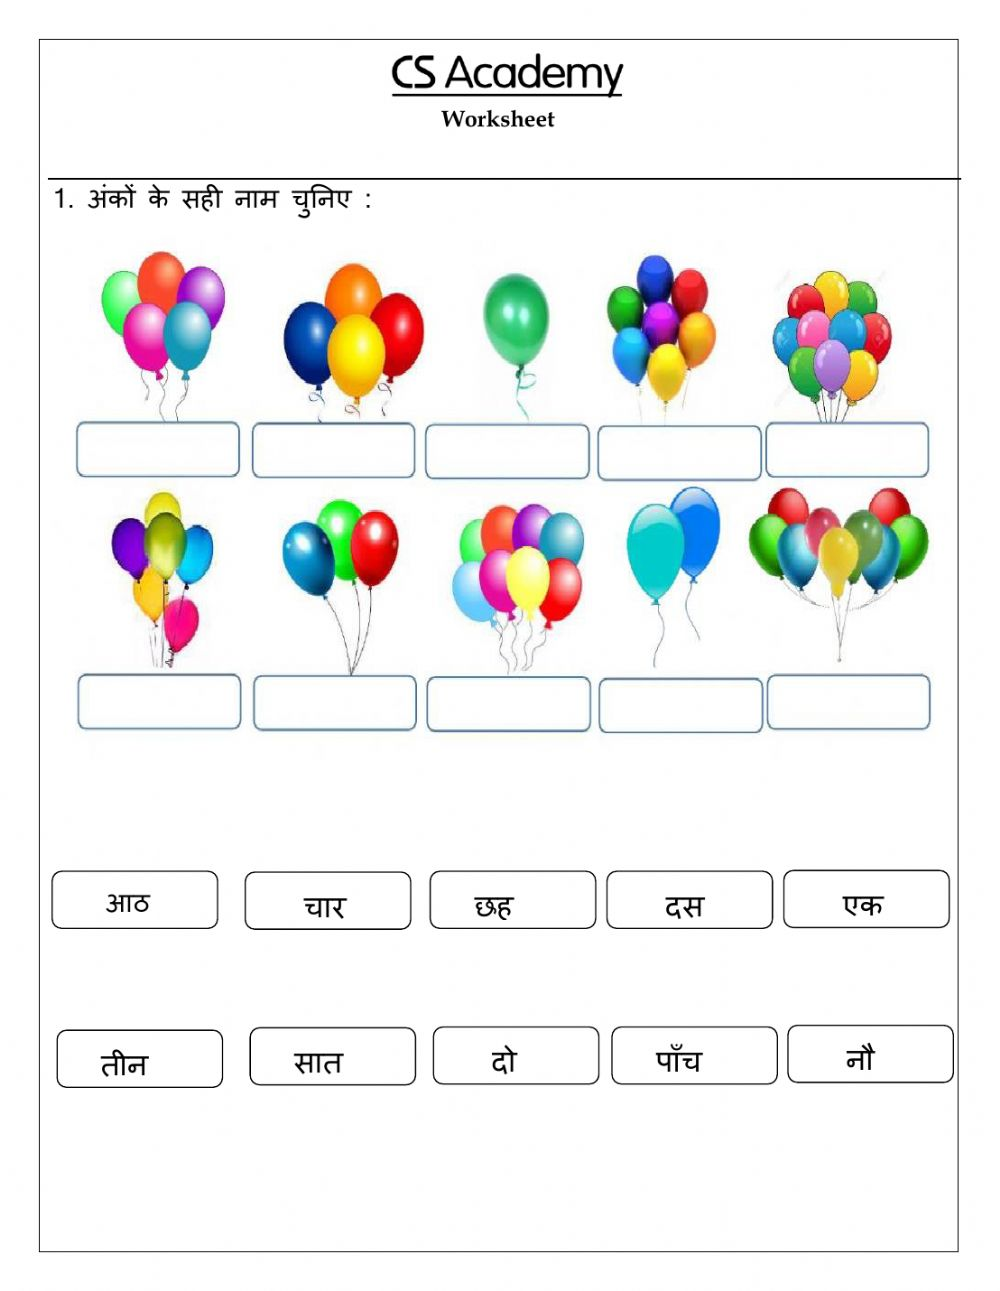 CS Academy
Worksheet
1. अंकों के सही नाम चुनिए :
आठ
चार
छह
दस
एक
तीन
सात
दो
पाँच
नौ